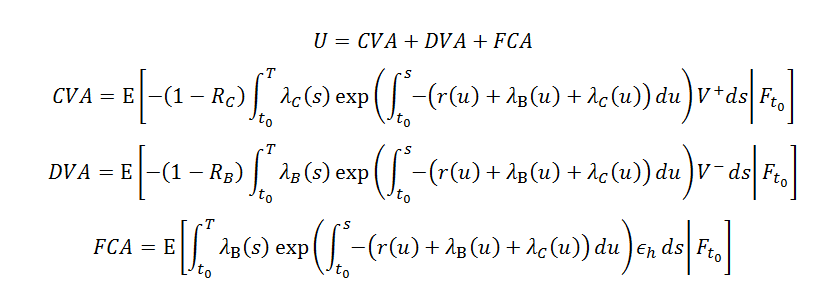 U = CVA + DVA + FCA
CVA = E[−(1 − R_C) ∫_{t_0}^{T} λ_C(s) exp(∫_{t_0}^{s} −(r(u) + λ_B(u) + λ_C(u)) du) V^+ ds | F_{t_0}]
DVA = E[−(1 − R_B) ∫_{t_0}^{T} λ_B(s) exp(∫_{t_0}^{s} −(r(u) + λ_B(u) + λ_C(u)) du) V^− ds | F_{t_0}]
FCA = E[∫_{t_0}^{T} λ_B(s) exp(∫_{t_0}^{s} −(r(u) + λ_B(u) + λ_C(u)) du) ϵ_h ds | F_{t_0}]